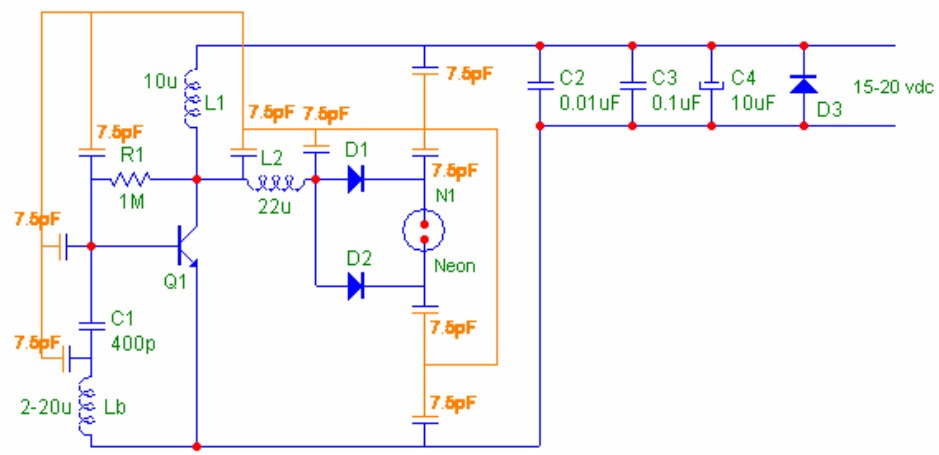 10u
L1
7.5pF
C2
0.01uF
C3
0.1uF
C4
10uF
D3
15-20 vdc
7.5pF
7.5pF
7.5pF
R1
1M
L2
22u
D1
7.5pF
N1
Neon
7.5pF
Q1
D2
C1
400p
7.5pF
7.5pF
2-20u
Lb
7.5pF